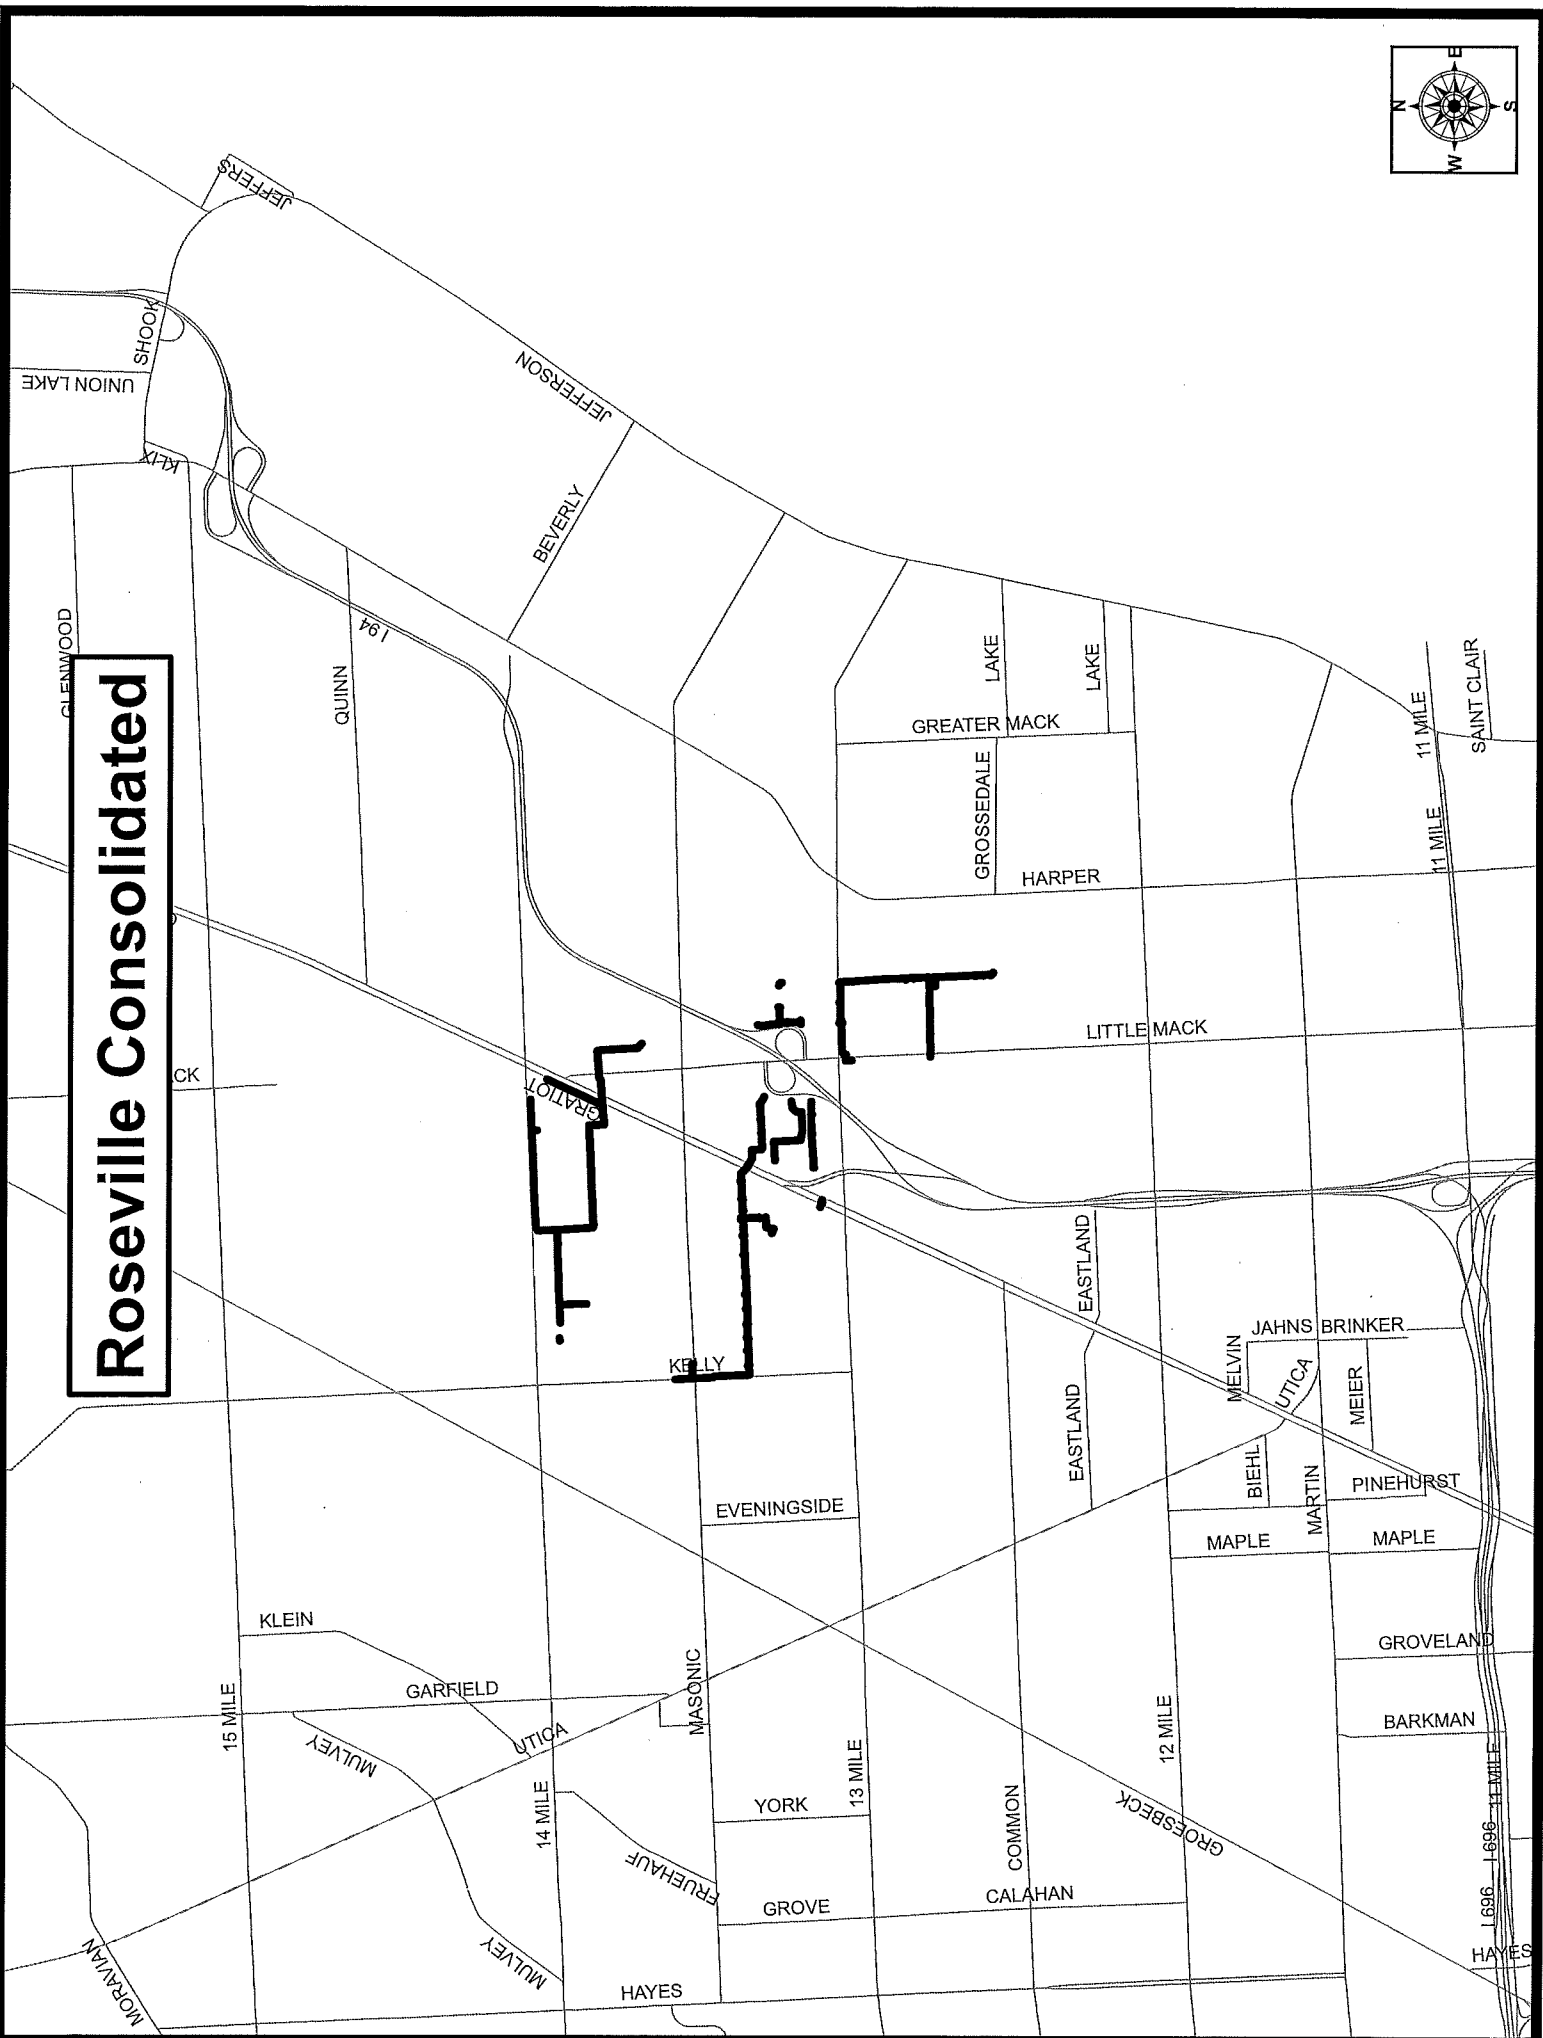 Roseville Consolidated
N
E
S
W
JEFFERS
SHOOK
UNION LAKE
KLIX
JEFFERSON
BEVERLY
GLENWOOD
QUINN
I 94
LAKE
LAKE
GREATER MACK
GROSSEDALE
HARPER
11 MILE
11 MILE
SAINT CLAIR
CK
GRATIOT
LITTLE MACK
KELLY
EASTLAND
EASTLAND
JAHNS
BRINKER
MELVIN
UTICA
MEIER
BIEHL
MARTIN
PINEHURST
MAPLE
MAPLE
EVENINGSIDE
KLEIN
GARFIELD
15 MILE
MULVEY
UTICA
MASONIC
GROVELAND
BARKMAN
14 MILE
YORK
13 MILE
12 MILE
COMMON
GROESBECK
FRUEHAUF
GROVE
CALAHAN
MULVEY
MORAVIAN
HAYES
I 696
I 696
11 MILE
HAYES